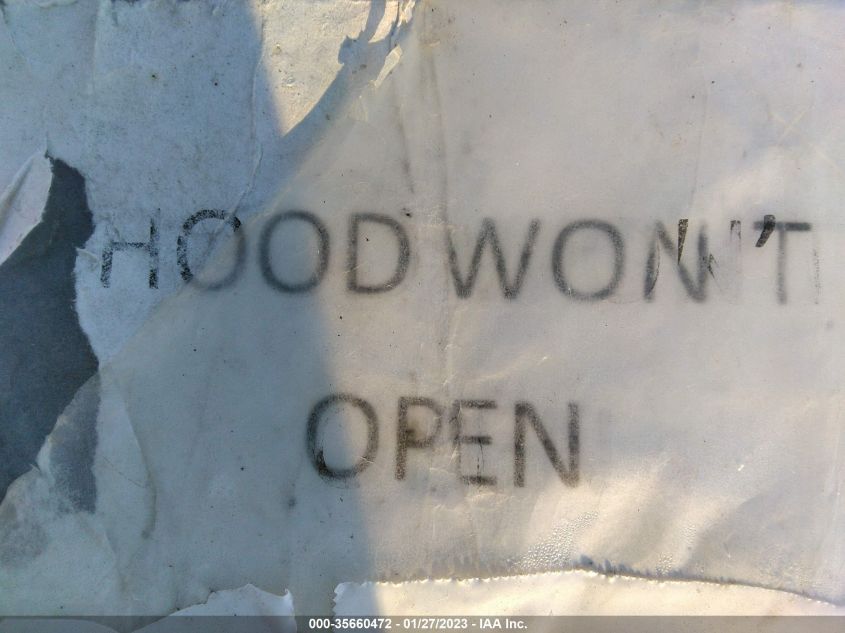 HOOD WON'T
OPEN
000-35660472 - 01/27/2023 - IAA Inc.